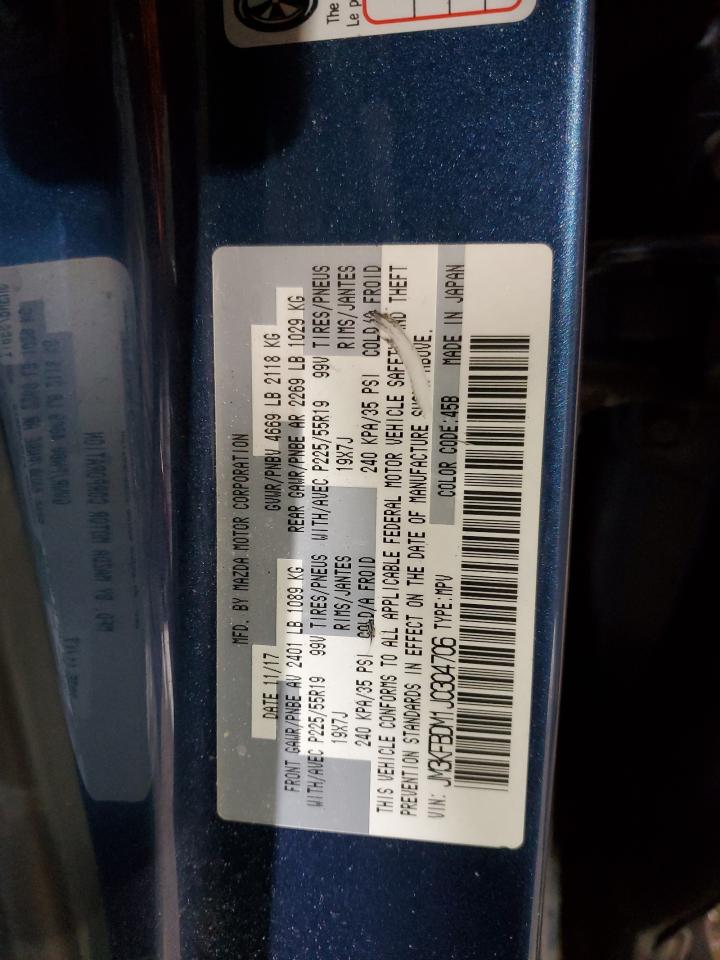 The
Le p
MFD. BY MAZDA MOTOR CORPORATION
DATE 11/17 GVWR/PNBV 4669 LB 2118 KG
FRONT GAWR/PNBE AV 2401 LB 1089 KG REAR GAWR/PNBE AR 2269 LB 1029 KG
WITH/AVEC P225/55R19 99V TIRES/PNEUS WITH/AVEC P225/55R19 99V TIRES/PNEUS
19X7J RIMS/JANTES 19X7J RIMS/JANTES
240 KPA/35 PSI COLD/A FROID 240 KPA/35 PSI COLD/A FROID
THIS VEHICLE CONFORMS TO ALL APPLICABLE FEDERAL MOTOR VEHICLE SAFETY AND THEFT
PREVENTION STANDARDS IN EFFECT ON THE DATE OF MANUFACTURE ABOVE.
VIN: JM3KFBDM1J0304706 TYPE:MPV COLOR CODE:45B MADE IN JAPAN